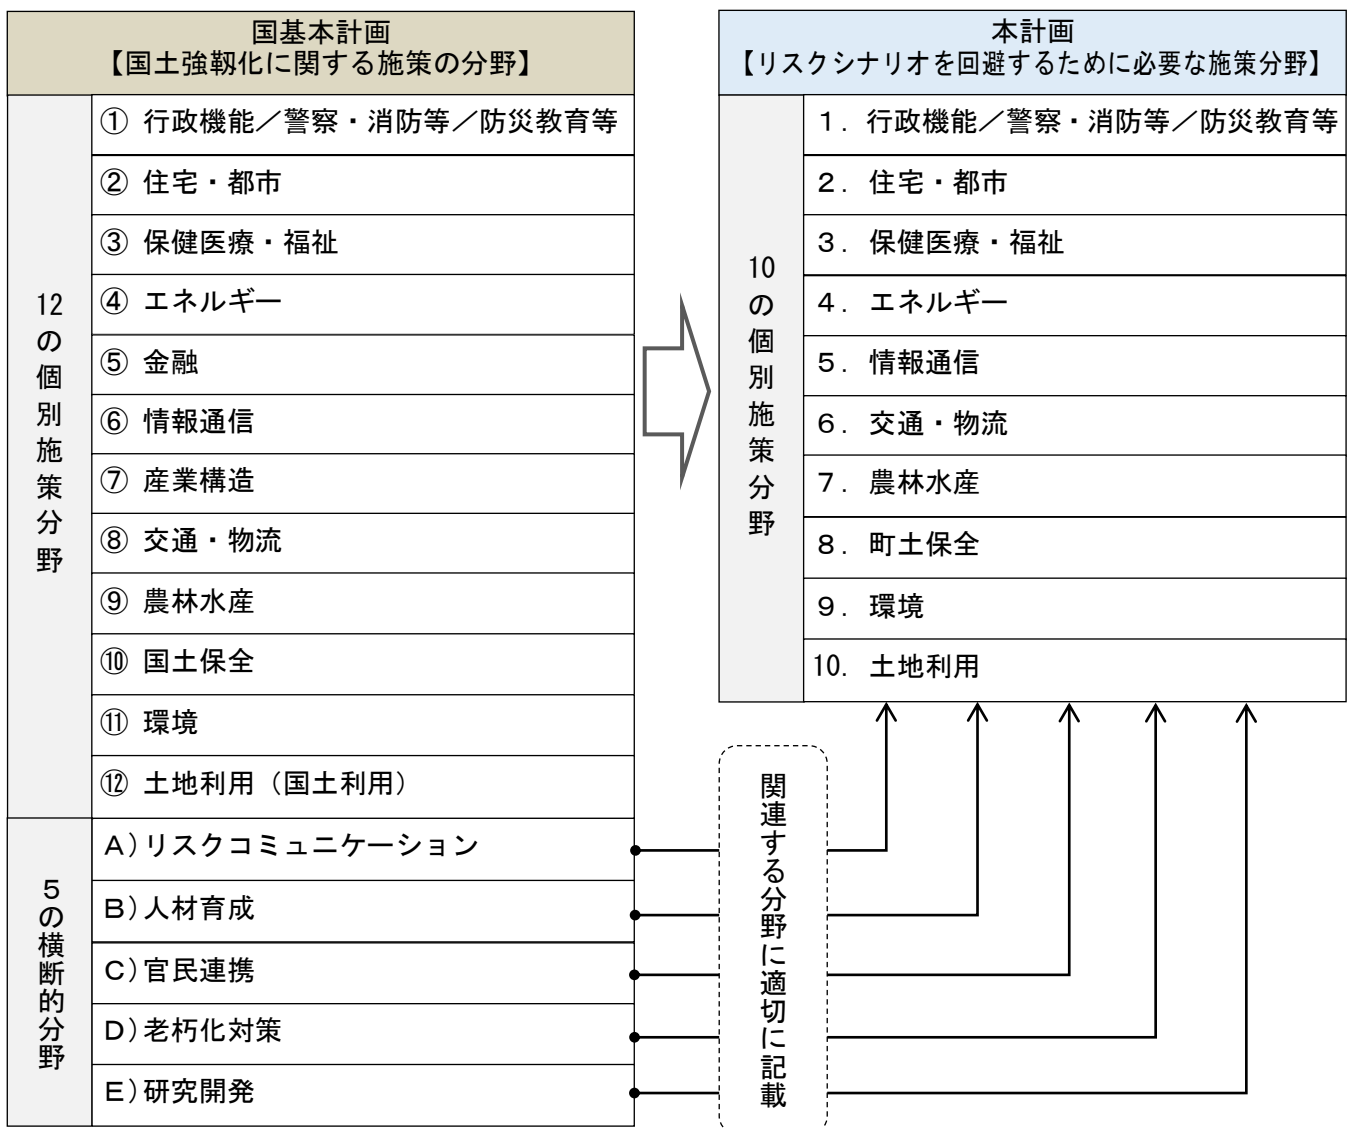 国基本計画
【国土強靱化に関する施策の分野】
12の個別施策分野
① 行政機能／警察・消防等／防災教育等
② 住宅・都市
③ 保健医療・福祉
④ エネルギー
⑤ 金融
⑥ 情報通信
⑦ 産業構造
⑧ 交通・物流
⑨ 農林水産
⑩ 国土保全
⑪ 環境
⑫ 土地利用（国土利用）
５の横断的分野
Ａ）リスクコミュニケーション
Ｂ）人材育成
Ｃ）官民連携
Ｄ）老朽化対策
Ｅ）研究開発
関連する分野に適切に記載
本計画
【リスクシナリオを回避するために必要な施策分野】
10の個別施策分野
１．行政機能／警察・消防等／防災教育等
２．住宅・都市
３．保健医療・福祉
４．エネルギー
５．情報通信
６．交通・物流
７．農林水産
８．町土保全
９．環境
10．土地利用